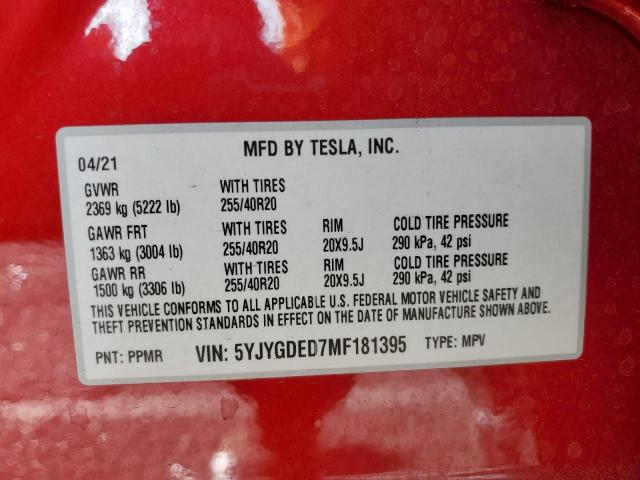 MFD BY TESLA, INC.
04/21
GVWR WITH TIRES
2369 kg (5222 lb) 255/40R20
GAWR FRT WITH TIRES RIM COLD TIRE PRESSURE
1363 kg (3004 lb) 255/40R20 20X9.5J 290 kPa, 42 psi
GAWR RR WITH TIRES RIM COLD TIRE PRESSURE
1500 kg (3306 lb) 255/40R20 20X9.5J 290 kPa, 42 psi
THIS VEHICLE CONFORMS TO ALL APPLICABLE U.S. FEDERAL MOTOR VEHICLE SAFETY AND
THEFT PREVENTION STANDARDS IN EFFECT ON THE DATE OF MANUFACTURE SHOWN ABOVE.
PNT: PPMR VIN: 5YJYGDED7MF181395 TYPE: MPV